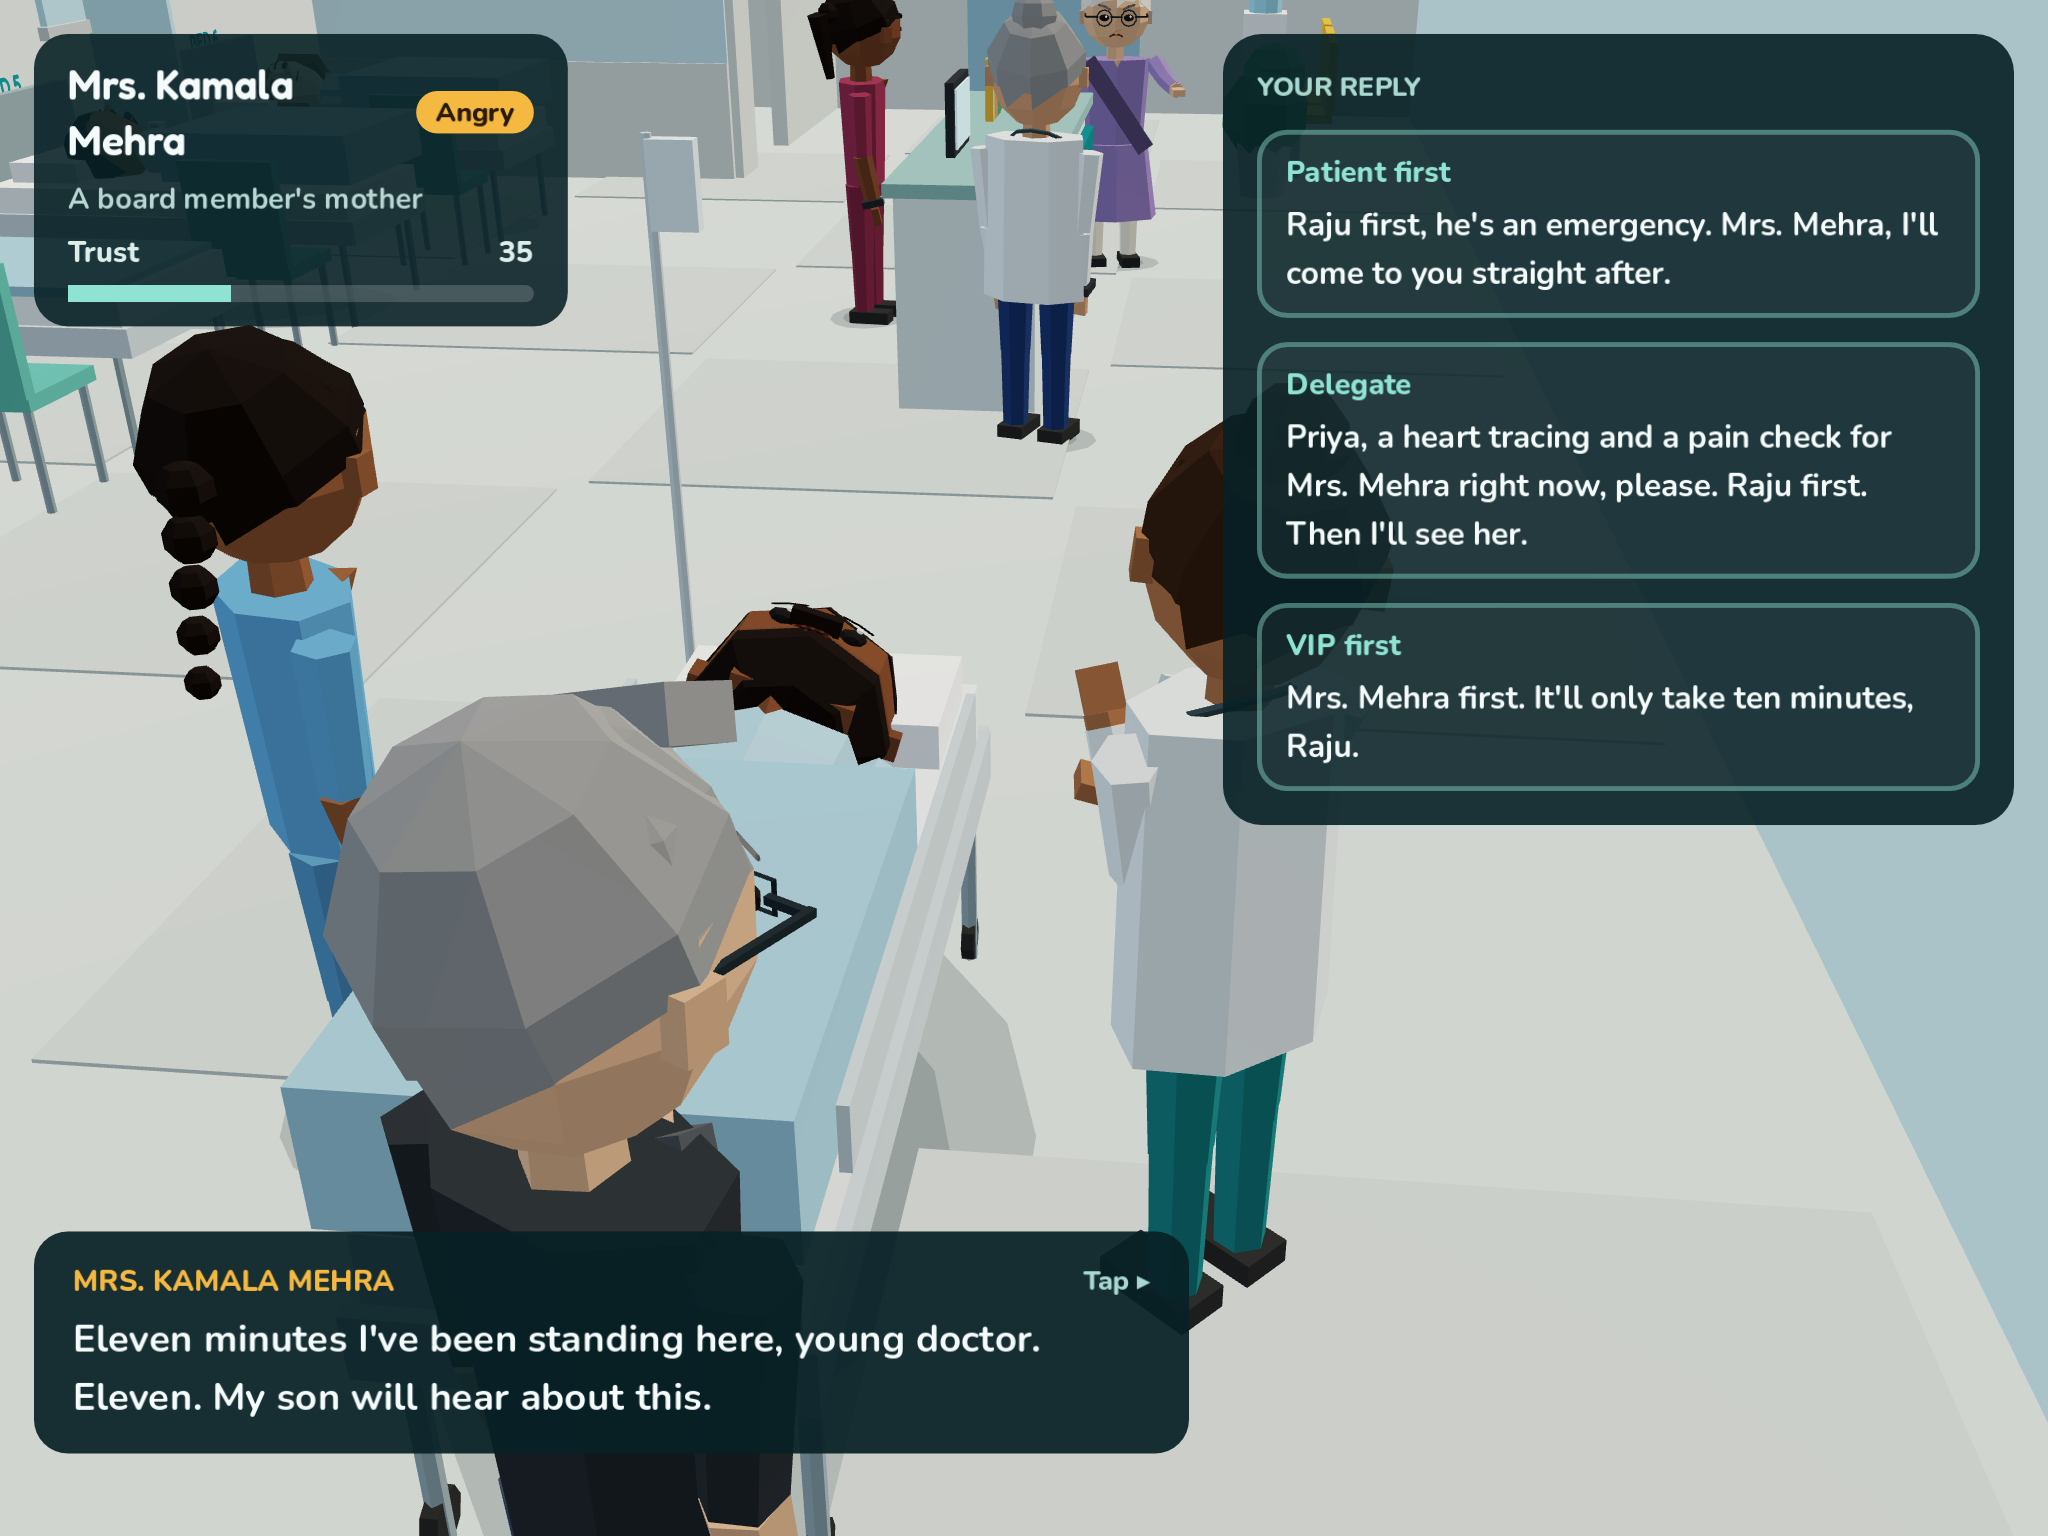 Mrs. Kamala
Mehra
Angry
A board member's mother
Trust
35
YOUR REPLY
Patient first
Raju first, he's an emergency. Mrs. Mehra, I'll
come to you straight after.
Delegate
Priya, a heart tracing and a pain check for
Mrs. Mehra right now, please. Raju first.
Then I'll see her.
VIP first
Mrs. Mehra first. It'll only take ten minutes,
Raju.
MRS. KAMALA MEHRA
Tap ▸
Eleven minutes I've been standing here, young doctor.
Eleven. My son will hear about this.